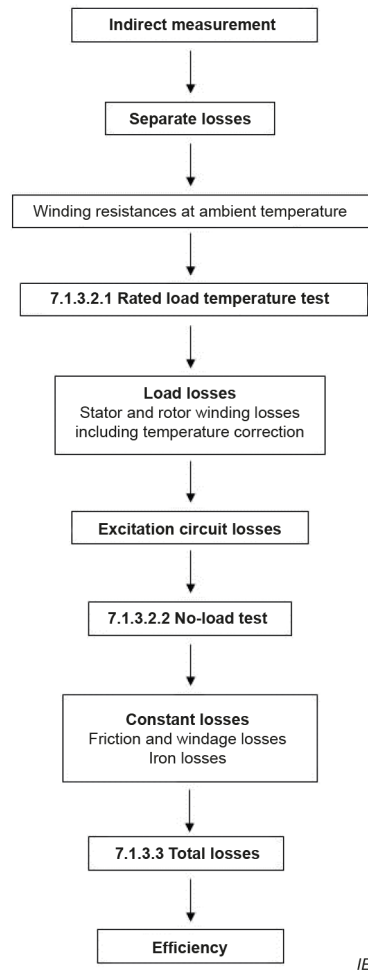 Indirect measurement
Separate losses
Winding resistances at ambient temperature
7.1.3.2.1 Rated load temperature test
Load losses
Stator and rotor winding losses
including temperature correction
Excitation circuit losses
7.1.3.2.2 No-load test
Constant losses
Friction and windage losses
Iron losses
7.1.3.3 Total losses
Efficiency